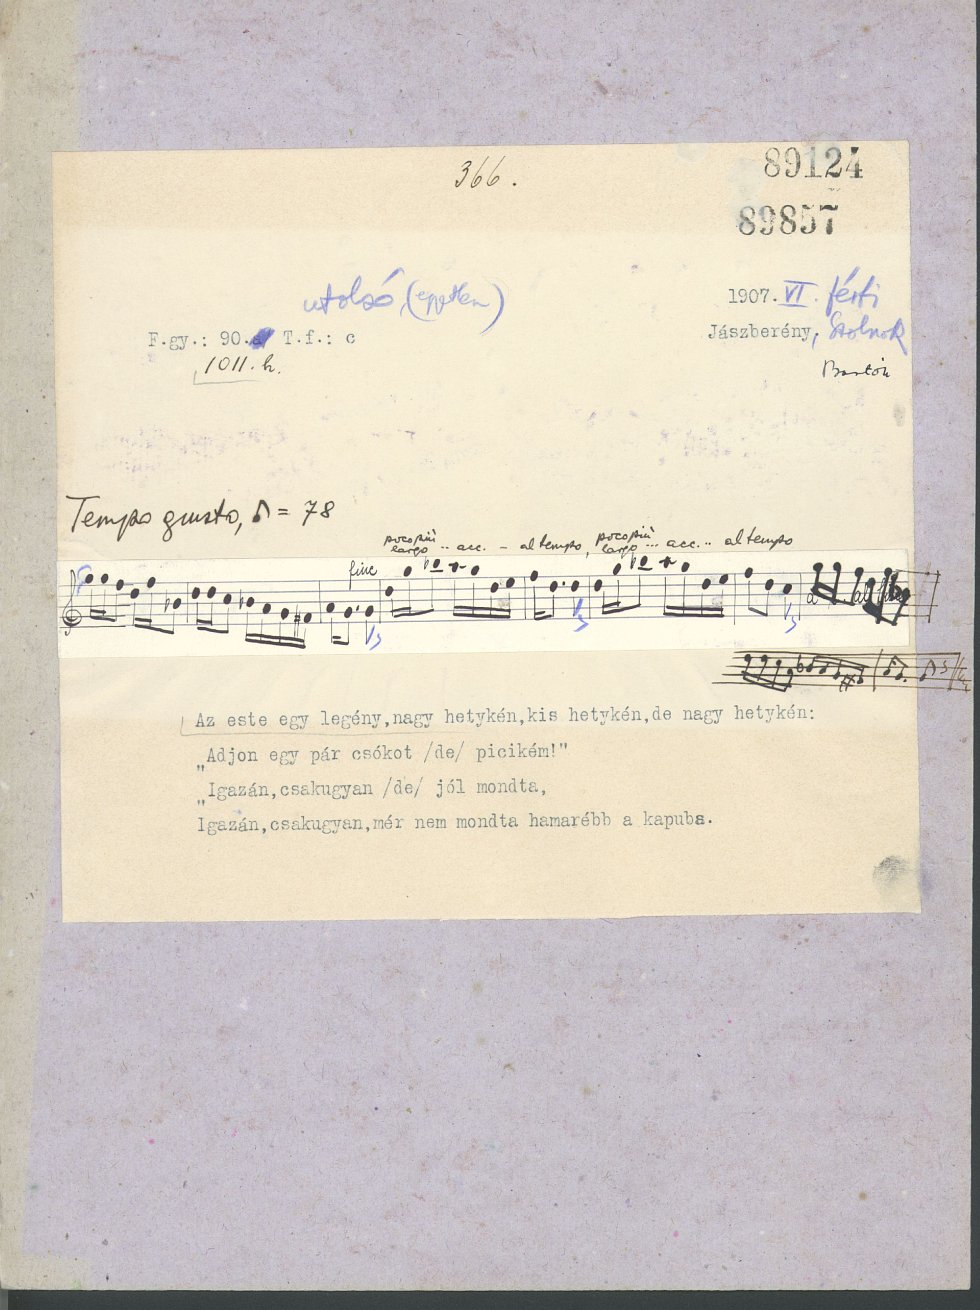 366.
89124
89857
utolsó (egyetlen)
1907. VI. férfi
F.gy.: 90. T.f.: c
Jászberény, Szolnok
1011. h.
Bartók
Tempo giusto, ♪ = 78
poco più largo ... acc. – al tempo, poco più largo ... acc... al tempo
fine
Az este egy legény,nagy hetykén,kis hetykén,de nagy hetykén:
„Adjon egy pár csókot /de/ picikém!"
„Igazán,csakugyan /de/ jól mondta,
Igazán,csakugyan,mér nem mondta hamarébb a kapuba.